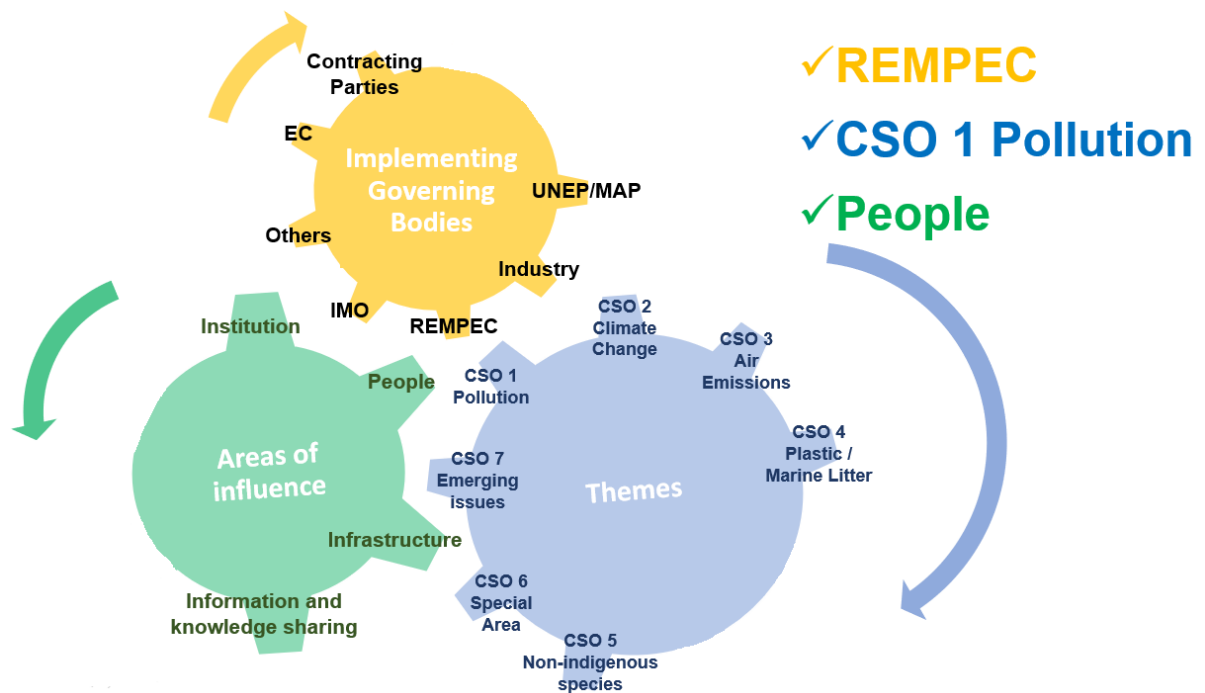 Contracting
Parties
EC
Implementing
Governing
Bodies
UNEP/MAP
Others
Industry
IMO
REMPEC
✓REMPEC
✓CSO 1 Pollution
✓People
Institution
People
Areas of
influence
Infrastructure
Information and
knowledge sharing
CSO 1
Pollution
CSO 2
Climate
Change
CSO 3
Air
Emissions
CSO 4
Plastic /
Marine Litter
CSO 7
Emerging
issues
Themes
CSO 6
Special
Area
CSO 5
Non-indigenous
species